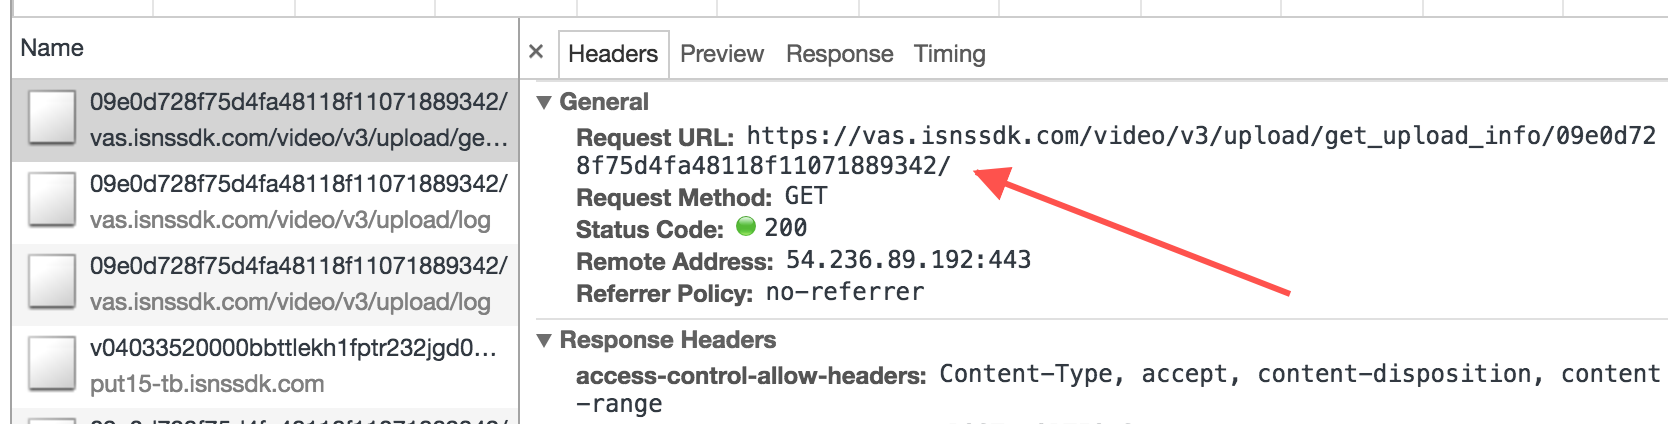 Name
09e0d728f75d4fa48118f11071889342/
vas.isnssdk.com/video/v3/upload/ge...
09e0d728f75d4fa48118f11071889342/
vas.isnssdk.com/video/v3/upload/log
09e0d728f75d4fa48118f11071889342/
vas.isnssdk.com/video/v3/upload/log
v04033520000bbttlekh1fptr232jgd0...
put15-tb.isnssdk.com
× Headers Preview Response Timing
▼ General
Request URL: https://vas.isnssdk.com/video/v3/upload/get_upload_info/09e0d72
8f75d4fa48118f11071889342/
Request Method: GET
Status Code: 200
Remote Address: 54.236.89.192:443
Referrer Policy: no-referrer
▼ Response Headers
access-control-allow-headers: Content-Type, accept, content-disposition, content
-range